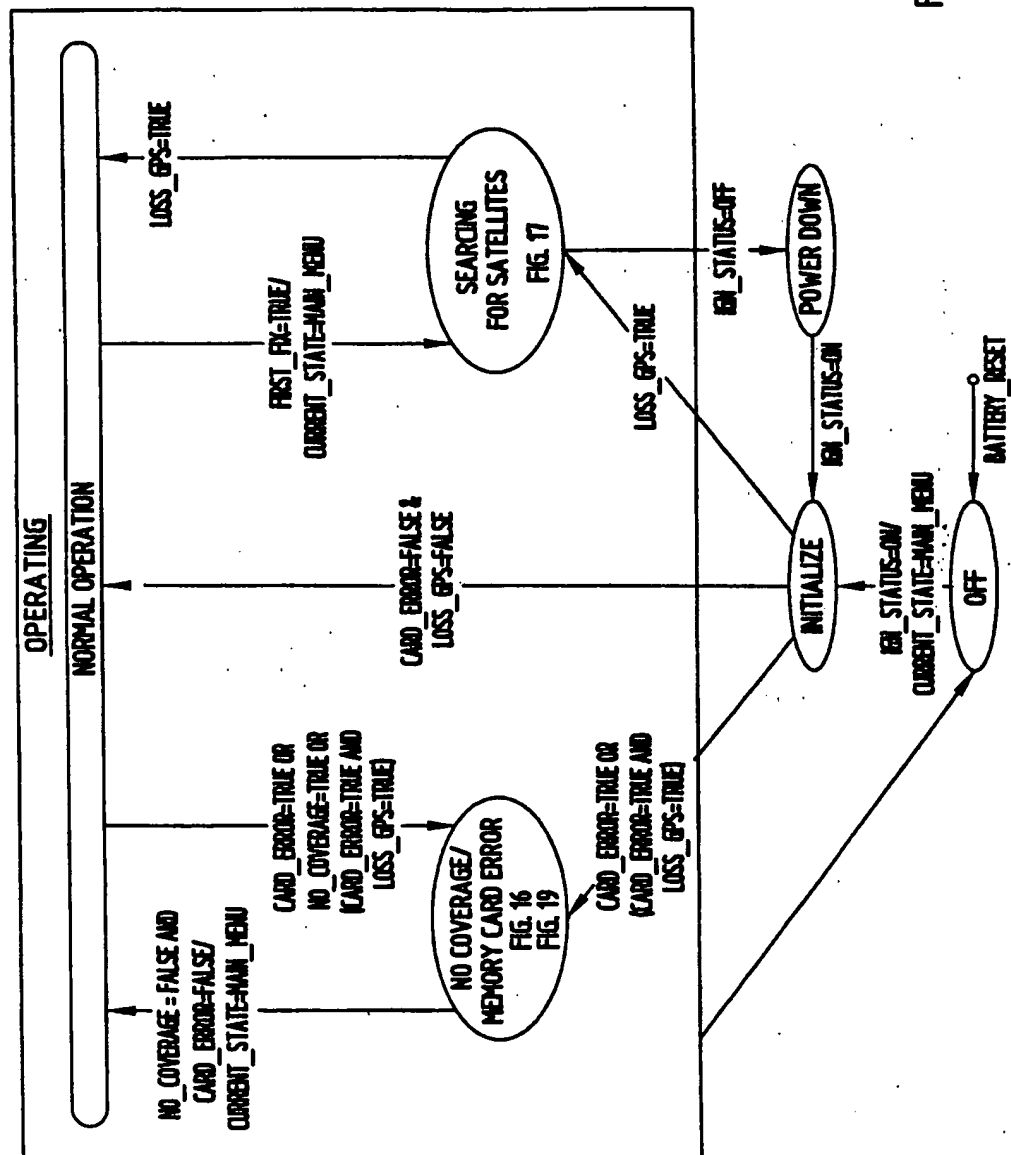 OPERATING
NORMAL OPERATION
NO_COVERAGE = FALSE AND
CARD ERROR=FALSE/
CURRENT_STATE=MAIN_MENU
CARD_ERROR=TRUE OR
NO_COVERAGE=TRUE OR
(CARD_ERROR=TRUE AND
LOSS_GPS=TRUE)
CARD_ERROR=FALSE &
LOSS_GPS=FALSE
FIRST_FIX=TRUE/
CURRENT_STATE=MAIN_MENU
LOSS_GPS=TRUE
NO COVERAGE/
MEMORY CARD ERROR
FIG. 16
FIG. 19
SEARCING
FOR SATELLITES
FIG. 17
CARD_ERROR=TRUE OR
(CARD_ERROR=TRUE AND
LOSS_GPS=TRUE)
LOSS_GPS=TRUE
IGN_STATUS=OFF
INITIALIZE
IGN_STATUS=ON
POWER DOWN
IGN_STATUS=ON/
CURRENT_STATE=MAIN_MENU
OFF
BATTERY_RESET